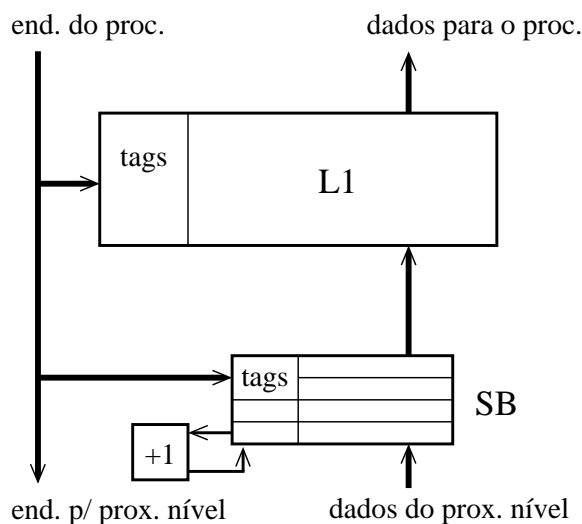 end. do proc.
dados para o proc.
tags
L1
tags
SB
+1
end. p/ prox. nível
dados do prox. nível